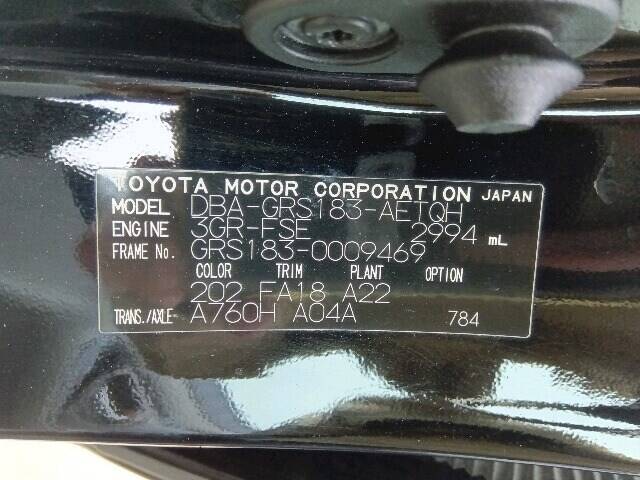 TOYOTA MOTOR CORPORATION JAPAN
MODEL DBA-GRS183-AETQH
ENGINE 3GR-FSE 2994 mL
FRAME No. GRS183-0009469
COLOR TRIM PLANT OPTION
202 FA18 A22
TRANS./AXLE A760H A04A 784